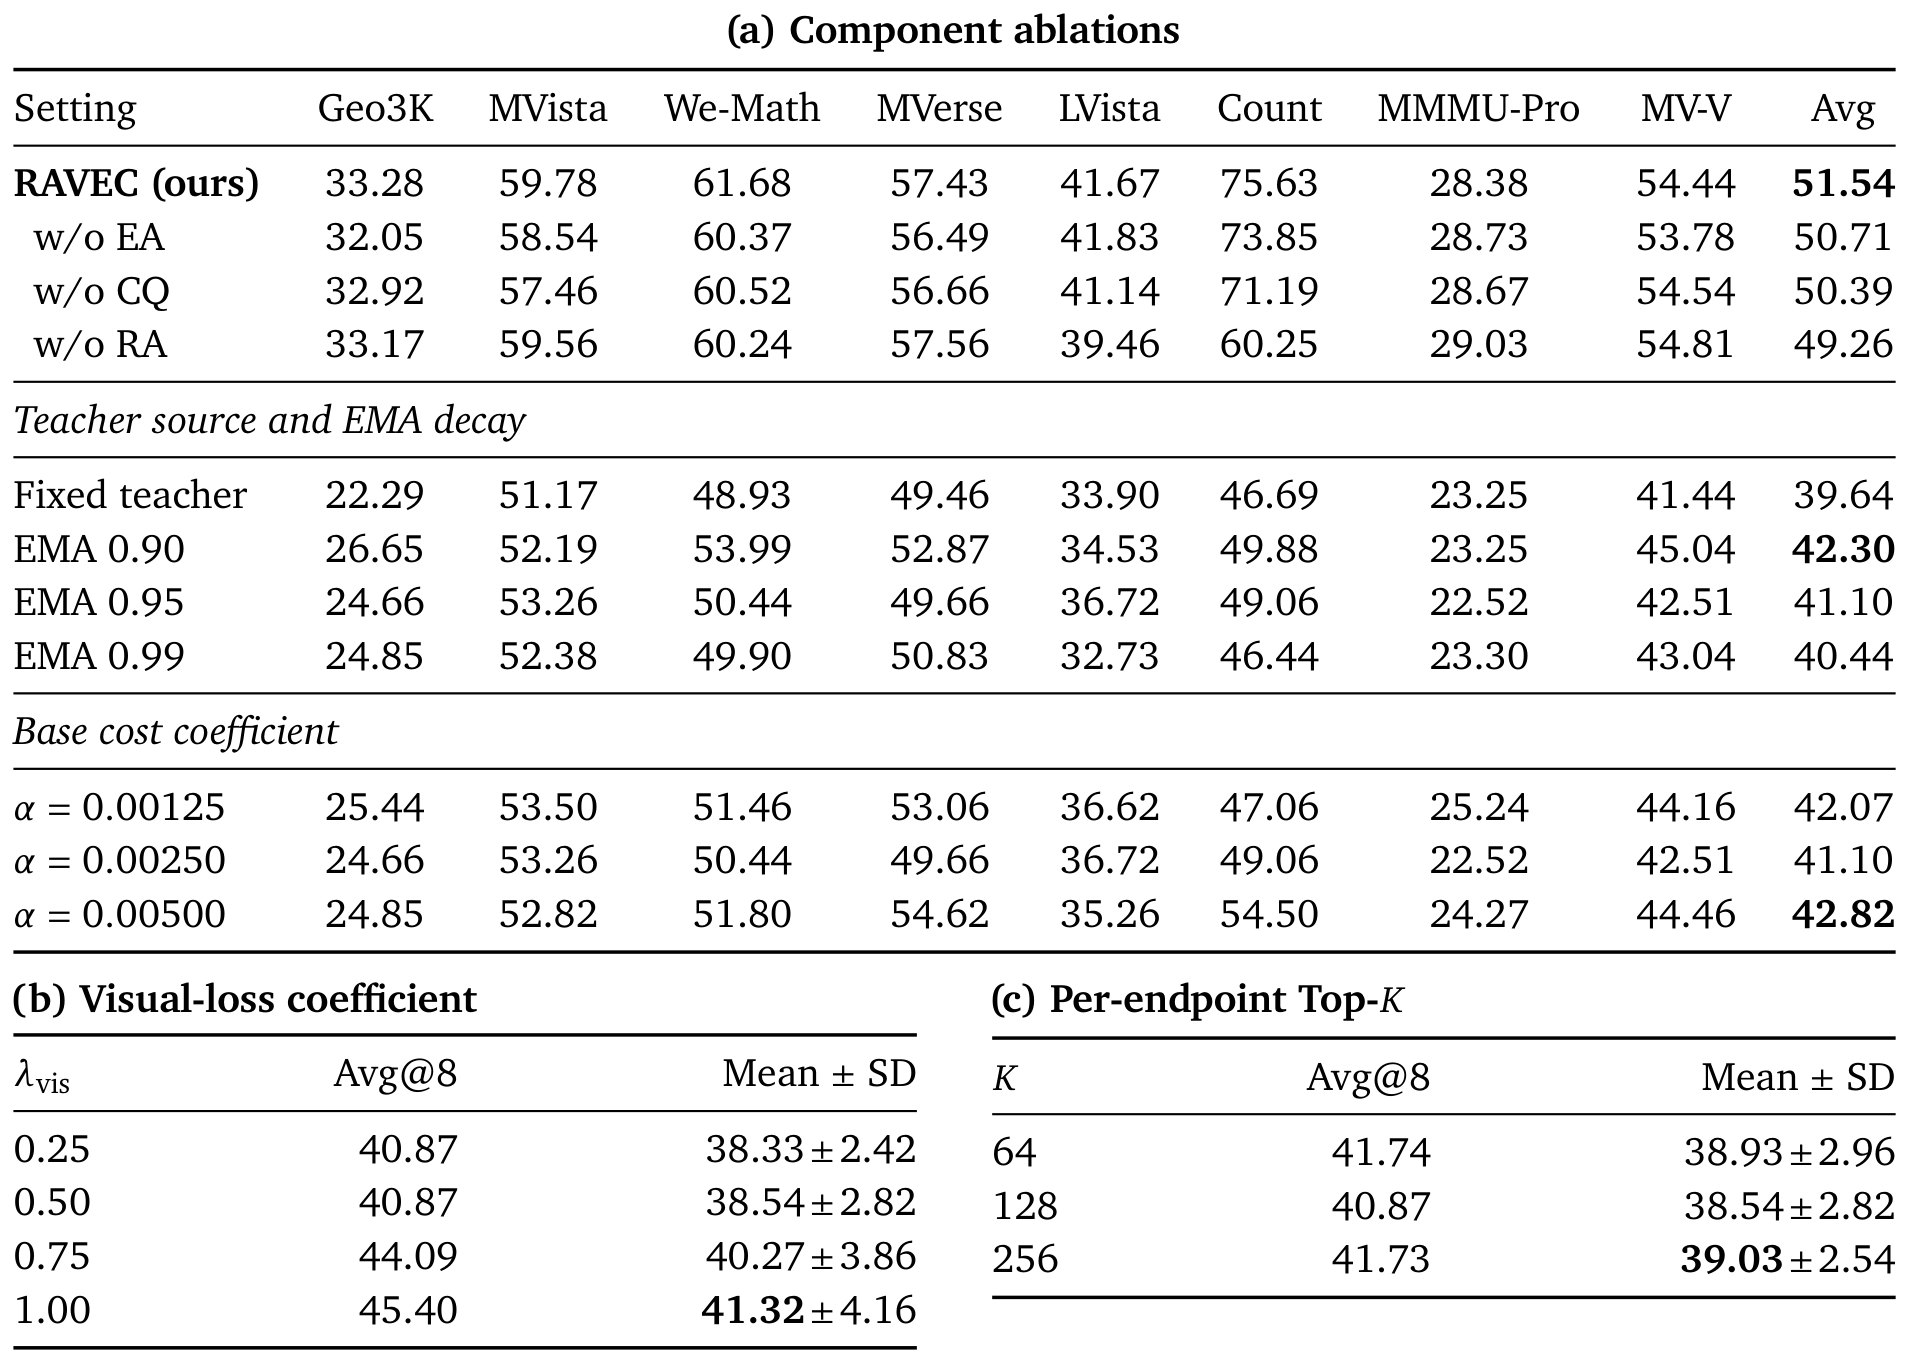 (a) Component ablations
Setting Geo3K MVista We-Math MVerse LVista Count MMMU-Pro MV-V Avg
RAVEC (ours) 33.28 59.78 61.68 57.43 41.67 75.63 28.38 54.44 51.54
w/o EA 32.05 58.54 60.37 56.49 41.83 73.85 28.73 53.78 50.71
w/o CQ 32.92 57.46 60.52 56.66 41.14 71.19 28.67 54.54 50.39
w/o RA 33.17 59.56 60.24 57.56 39.46 60.25 29.03 54.81 49.26
Teacher source and EMA decay
Fixed teacher 22.29 51.17 48.93 49.46 33.90 46.69 23.25 41.44 39.64
EMA 0.90 26.65 52.19 53.99 52.87 34.53 49.88 23.25 45.04 42.30
EMA 0.95 24.66 53.26 50.44 49.66 36.72 49.06 22.52 42.51 41.10
EMA 0.99 24.85 52.38 49.90 50.83 32.73 46.44 23.30 43.04 40.44
Base cost coefficient
α = 0.00125 25.44 53.50 51.46 53.06 36.62 47.06 25.24 44.16 42.07
α = 0.00250 24.66 53.26 50.44 49.66 36.72 49.06 22.52 42.51 41.10
α = 0.00500 24.85 52.82 51.80 54.62 35.26 54.50 24.27 44.46 42.82
(b) Visual-loss coefficient
λvis Avg@8 Mean ± SD
0.25 40.87 38.33±2.42
0.50 40.87 38.54±2.82
0.75 44.09 40.27±3.86
1.00 45.40 41.32±4.16
(c) Per-endpoint Top-K
K Avg@8 Mean ± SD
64 41.74 38.93±2.96
128 40.87 38.54±2.82
256 41.73 39.03±2.54